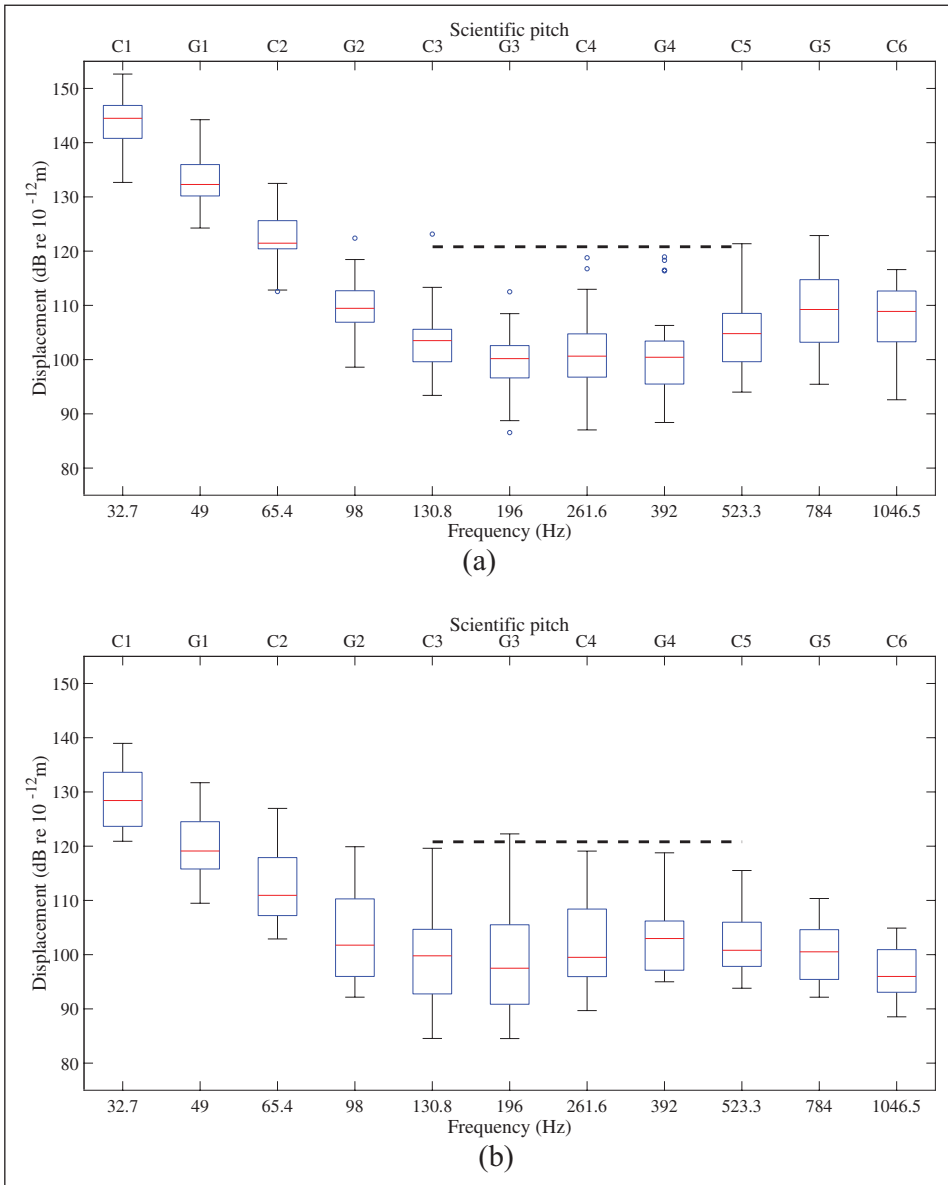 Scientific pitch
C1 G1 C2 G2 C3 G3 C4 G4 C5 G5 C6
150
140
130
120
110
100
90
80
Displacement (dB re 10 -12m)
32.7 49 65.4 98 130.8 196 261.6 392 523.3 784 1046.5
Frequency (Hz)
(a)
Scientific pitch
C1 G1 C2 G2 C3 G3 C4 G4 C5 G5 C6
150
140
130
120
110
100
90
80
Displacement (dB re 10 -12m)
32.7 49 65.4 98 130.8 196 261.6 392 523.3 784 1046.5
Frequency (Hz)
(b)